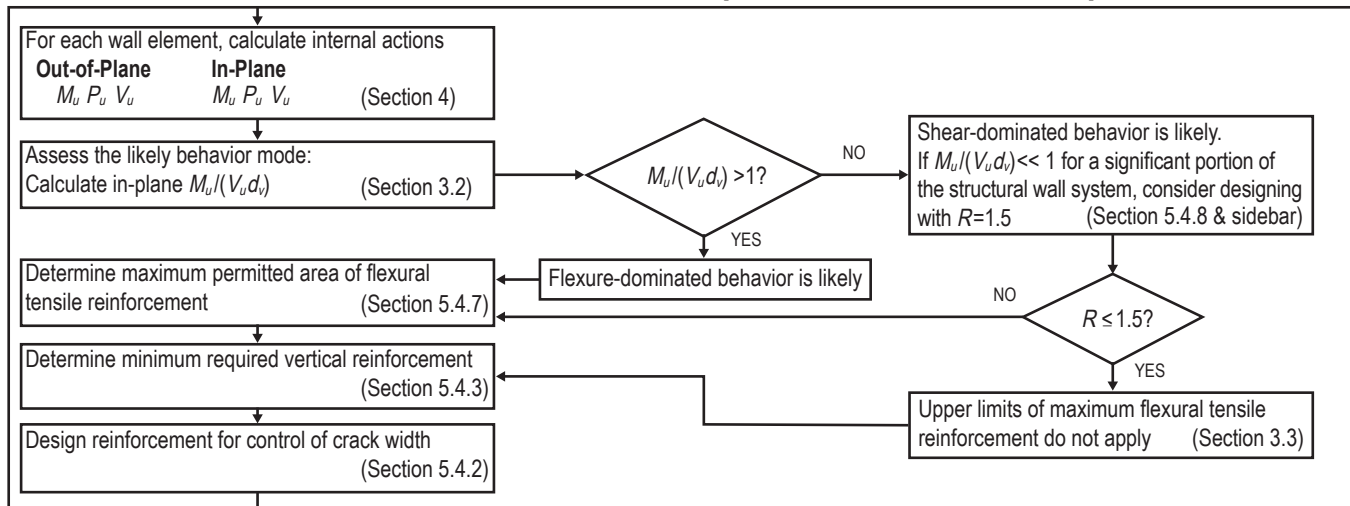 For each wall element, calculate internal actions
Out-of-Plane In-Plane
Mᵤ Pᵤ Vᵤ Mᵤ Pᵤ Vᵤ (Section 4)
Assess the likely behavior mode:
Calculate in-plane Mᵤ/(Vᵤdᵥ) (Section 3.2)
Mᵤ/(Vᵤdᵥ) >1?
NO
YES
Shear-dominated behavior is likely.
If Mᵤ/(Vᵤdᵥ)<< 1 for a significant portion of
the structural wall system, consider designing
with R=1.5 (Section 5.4.8 & sidebar)
Flexure-dominated behavior is likely
R ≤ 1.5?
NO
YES
Upper limits of maximum flexural tensile
reinforcement do not apply (Section 3.3)
Determine maximum permitted area of flexural
tensile reinforcement (Section 5.4.7)
Determine minimum required vertical reinforcement
(Section 5.4.3)
Design reinforcement for control of crack width
(Section 5.4.2)